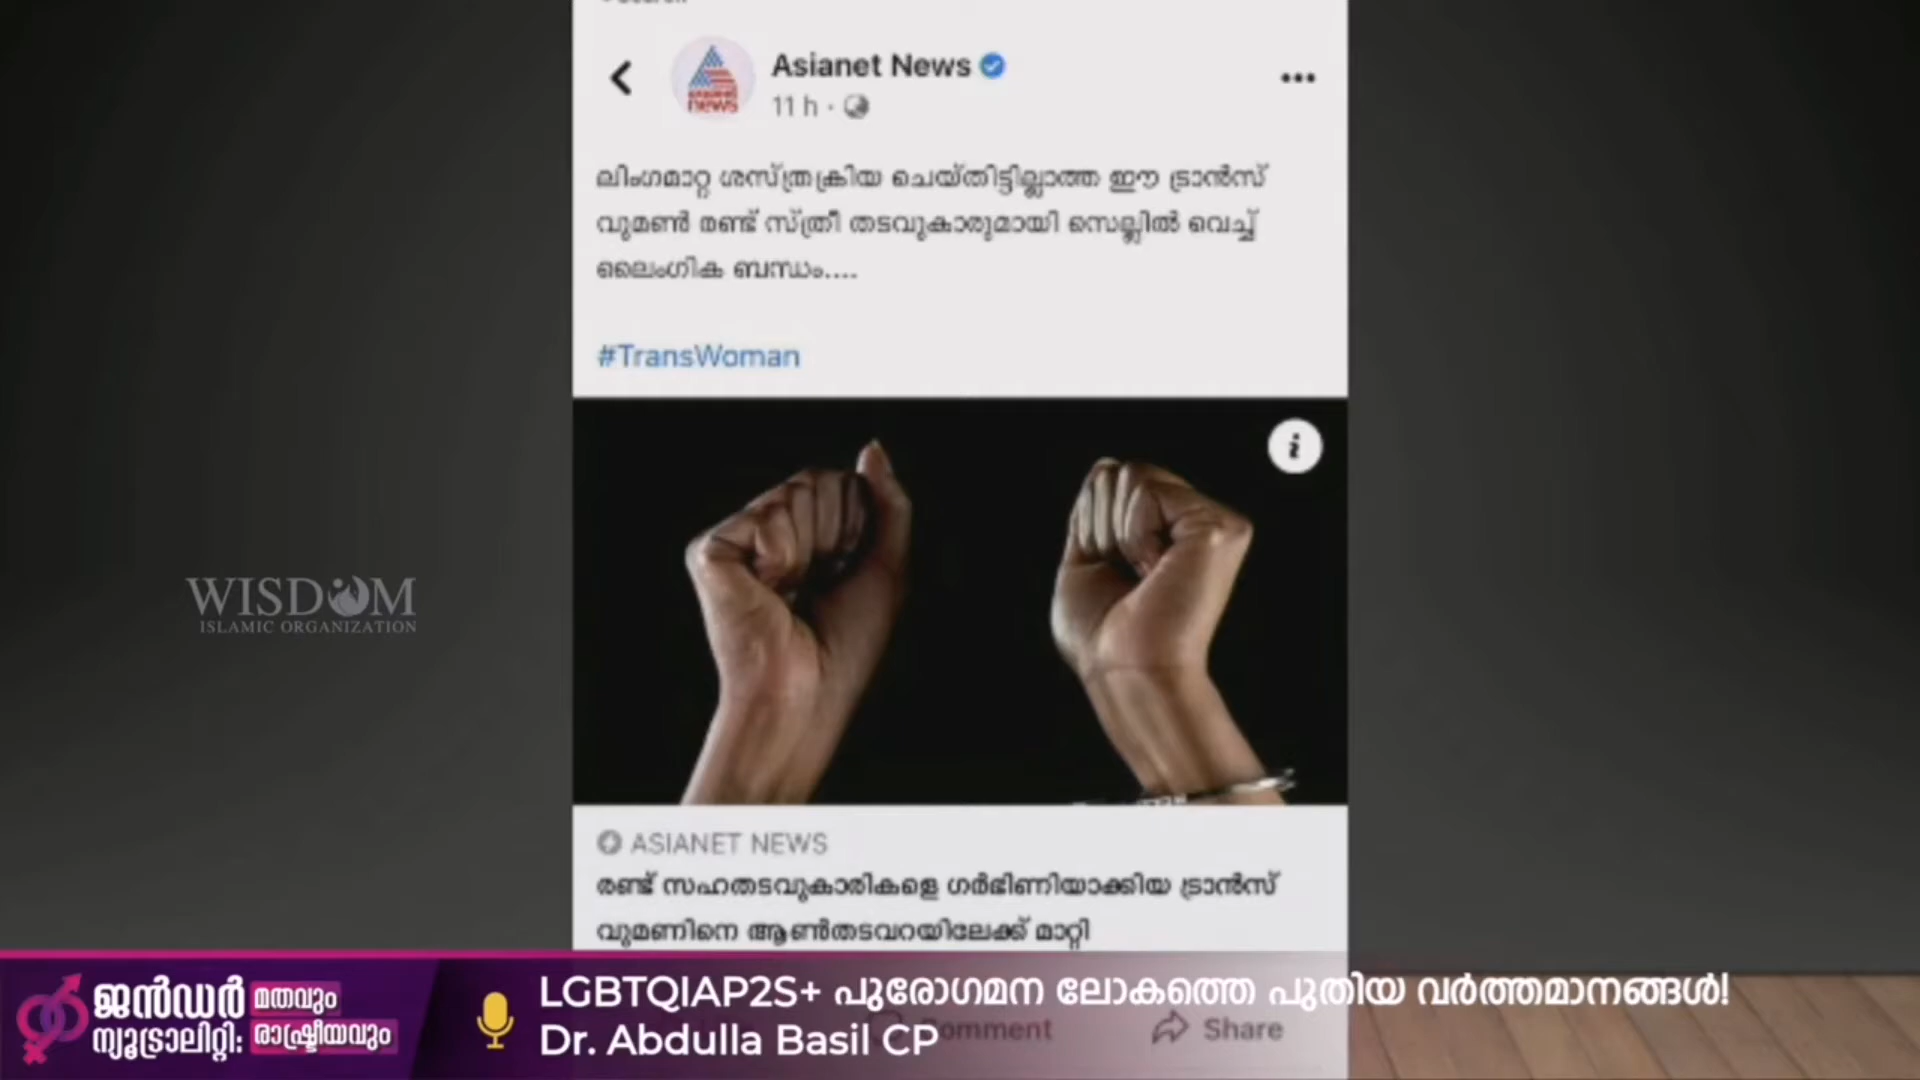 Asianet News
11 h ·
ലിംഗമാറ്റ ശസ്ത്രക്രിയ ചെയ്തിട്ടില്ലാത്ത ഈ ട്രാൻസ്
വുമൺ രണ്ട് സ്ത്രീ തടവുകാരുമായി സെല്ലിൽ വെച്ച്
ലൈംഗിക ബന്ധം....
#TransWoman
WISDOM
ISLAMIC ORGANIZATION
ASIANET NEWS
രണ്ട് സഹതടവുകാരികളെ ഗർഭിണിയാക്കിയ ട്രാൻസ്
വുമണിനെ ആൺതടവറയിലേക്ക് മാറ്റി
ജൻഡർ മതവും
ന്യൂട്രാലിറ്റി: രാഷ്ട്രീയവും
LGBTQIAP2S+ പുരോഗമന ലോകത്തെ പുതിയ വർത്തമാനങ്ങൾ!
Dr. Abdulla Basil CP
Share